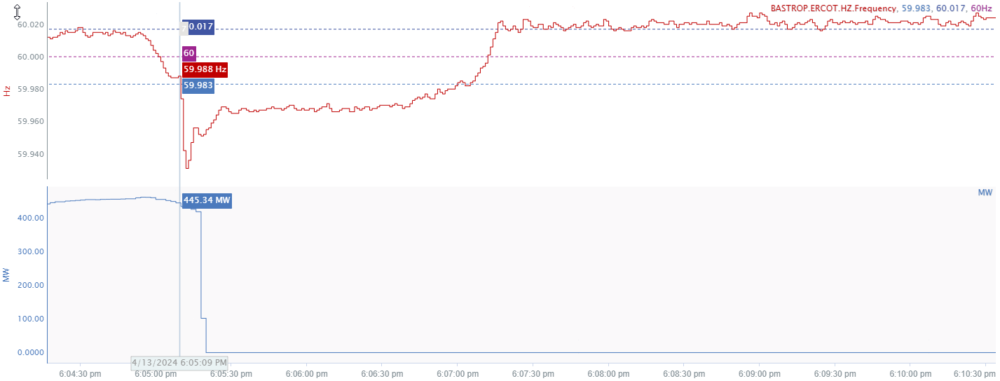 BASTROP.ERCOT.HZ.Frequency, 59.983, 60.017, 60Hz
60.020
60.000
59.980
59.960
59.940
Hz
0.017
60
59.988 Hz
59.983
MW
445.34 MW
400.00
300.00
200.00
100.00
0.0000
MW
4/13/2024 6:05:09 PM
6:04:30 pm 6:05:00 pm 6:05:30 pm 6:06:00 pm 6:06:30 pm 6:07:00 pm 6:07:30 pm 6:08:00 pm 6:08:30 pm 6:09:00 pm 6:09:30 pm 6:10:00 pm 6:10:30 pm